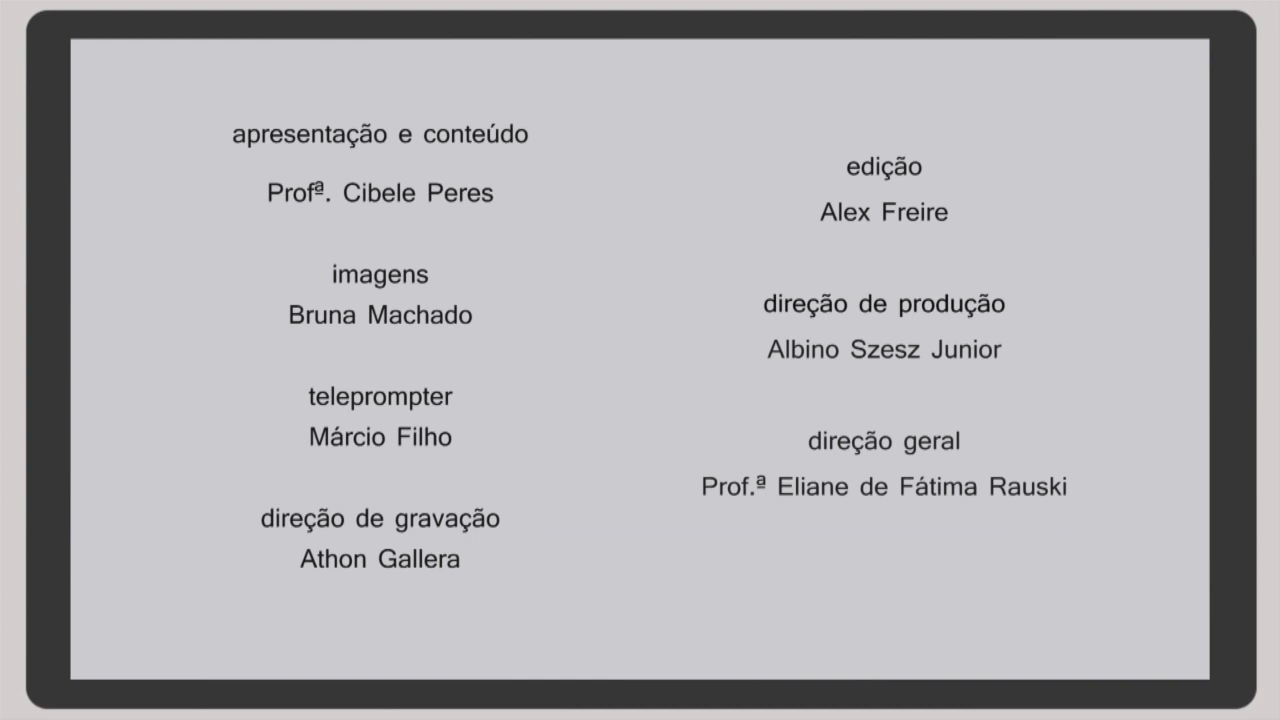 apresentação e conteúdo
Profª. Cibele Peres
imagens
Bruna Machado
teleprompter
Márcio Filho
direção de gravação
Athon Gallera
edição
Alex Freire
direção de produção
Albino Szesz Junior
direção geral
Prof.ª Eliane de Fátima Rauski